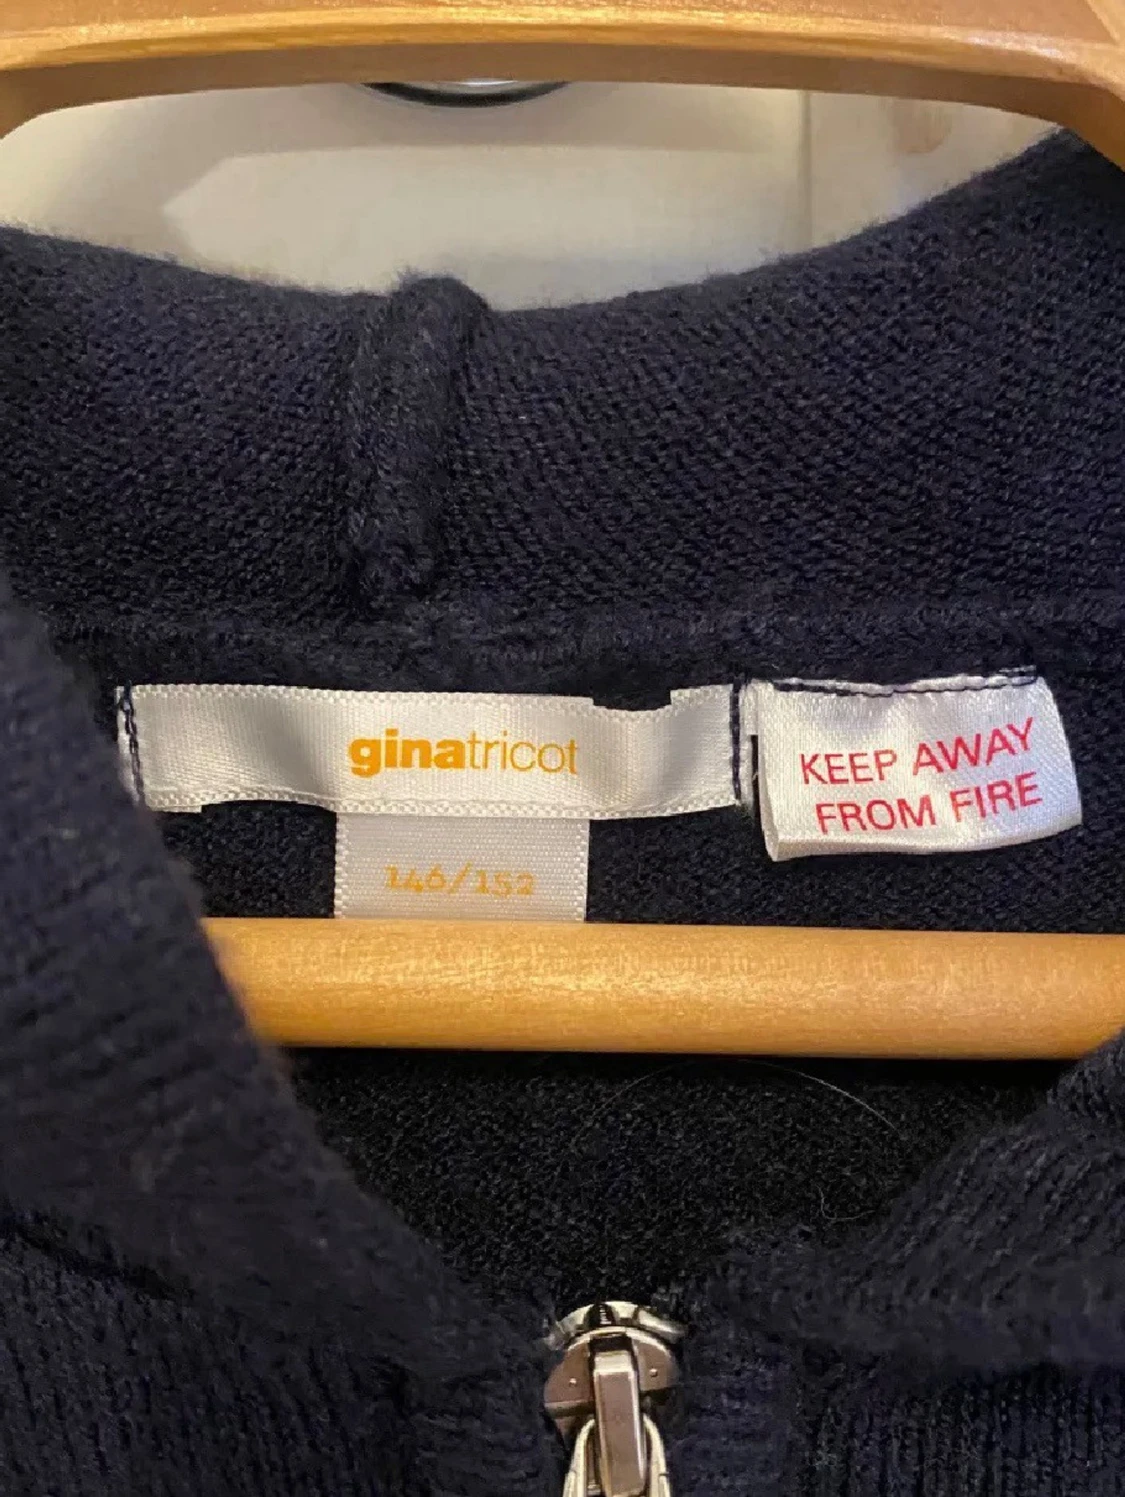 ginatricot
146/152
KEEP AWAY
FROM FIRE